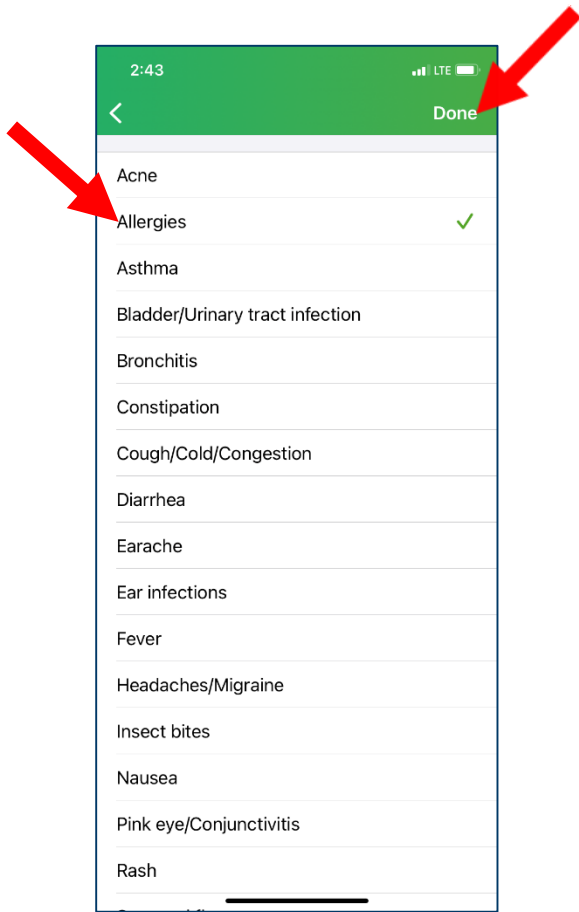 2:43
LTE
Done
Acne
Allergies
Asthma
Bladder/Urinary tract infection
Bronchitis
Constipation
Cough/Cold/Congestion
Diarrhea
Earache
Ear infections
Fever
Headaches/Migraine
Insect bites
Nausea
Pink eye/Conjunctivitis
Rash